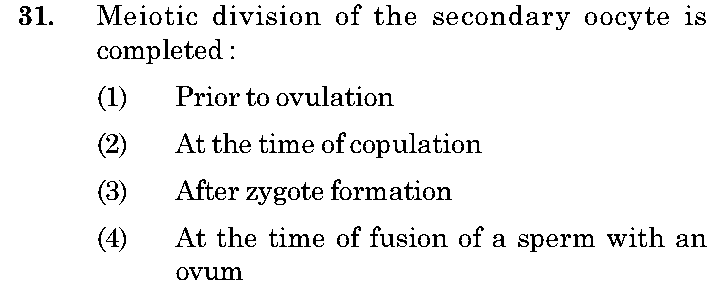 31. Meiotic division of the secondary oocyte is
completed :
(1) Prior to ovulation
(2) At the time of copulation
(3) After zygote formation
(4) At the time of fusion of a sperm with an
ovum